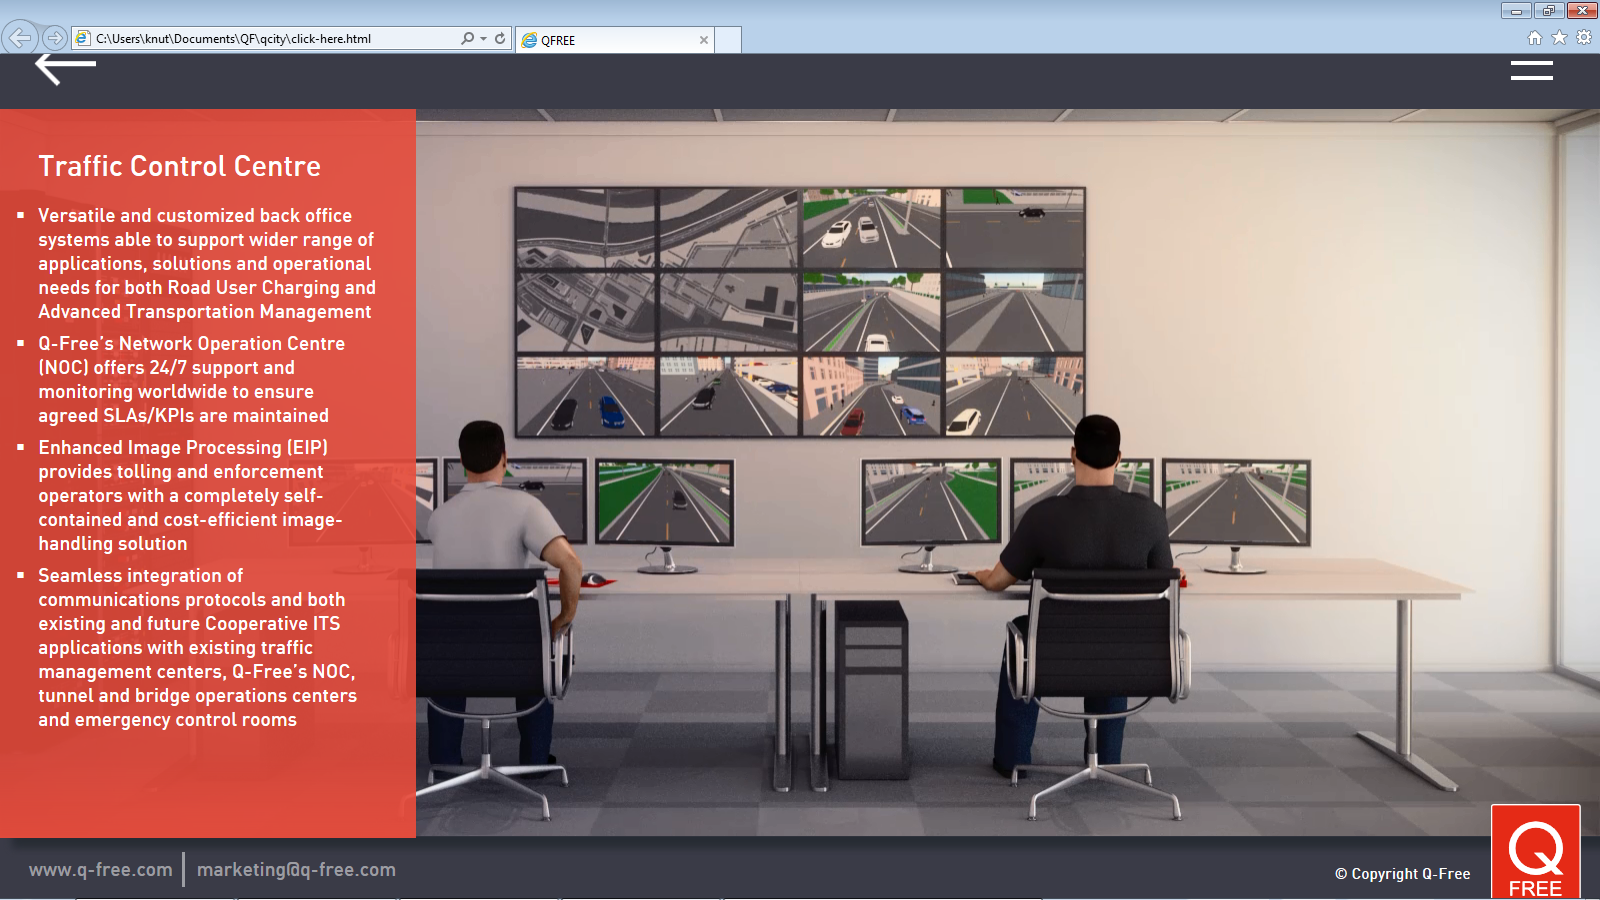 C:\Users\knut\Documents\QF\qcity\click-here.html
QFREE
Traffic Control Centre
Versatile and customized back office
systems able to support wider range of
applications, solutions and operational
needs for both Road User Charging and
Advanced Transportation Management
Q-Free’s Network Operation Centre
(NOC) offers 24/7 support and
monitoring worldwide to ensure
agreed SLAs/KPIs are maintained
Enhanced Image Processing (EIP)
provides tolling and enforcement
operators with a completely self-
contained and cost-efficient image-
handling solution
Seamless integration of
communications protocols and both
existing and future Cooperative ITS
applications with existing traffic
management centers, Q-Free’s NOC,
tunnel and bridge operations centers
and emergency control rooms
www.q-free.com
marketing@q-free.com
© Copyright Q-Free
Q
FREE